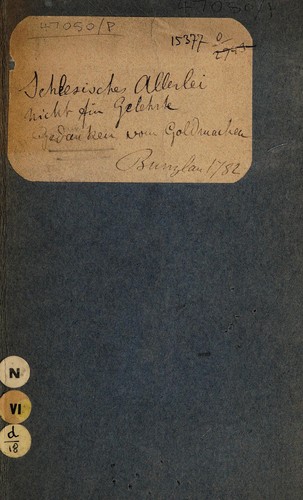 47050/P
15377
Schlesisches Allerlei
nicht für Gelehrte
Gedanken vom Goldmachen
Bunzlau 1782
N
VI
d
18